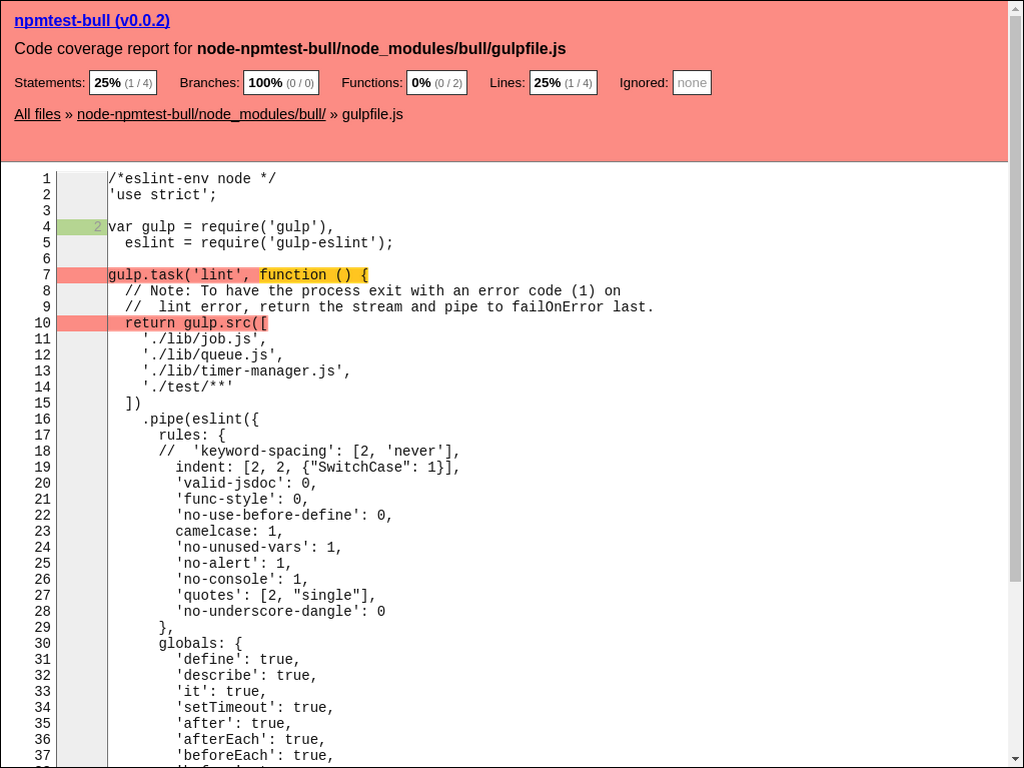 npmtest-bull (v0.0.2)
Code coverage report for node-npmtest-bull/node_modules/bull/gulpfile.js
Statements: 25% (1 / 4) Branches: 100% (0 / 0) Functions: 0% (0 / 2) Lines: 25% (1 / 4) Ignored: none
All files » node-npmtest-bull/node_modules/bull/ » gulpfile.js
1 /*eslint-env node */
2 'use strict';
3
4 2 var gulp = require('gulp'),
5   eslint = require('gulp-eslint');
6
7 gulp.task('lint', function () {
8   // Note: To have the process exit with an error code (1) on
9   //  lint error, return the stream and pipe to failOnError last.
10   return gulp.src([
11     './lib/job.js',
12     './lib/queue.js',
13     './lib/timer-manager.js',
14     './test/**'
15   ])
16     .pipe(eslint({
17       rules: {
18       //  'keyword-spacing': [2, 'never'],
19         indent: [2, 2, {"SwitchCase": 1}],
20         'valid-jsdoc': 0,
21         'func-style': 0,
22         'no-use-before-define': 0,
23         camelcase: 1,
24         'no-unused-vars': 1,
25         'no-alert': 1,
26         'no-console': 1,
27         'quotes': [2, "single"],
28         'no-underscore-dangle': 0
29       },
30       globals: {
31         'define': true,
32         'describe': true,
33         'it': true,
34         'setTimeout': true,
35         'after': true,
36         'afterEach': true,
37         'beforeEach': true,